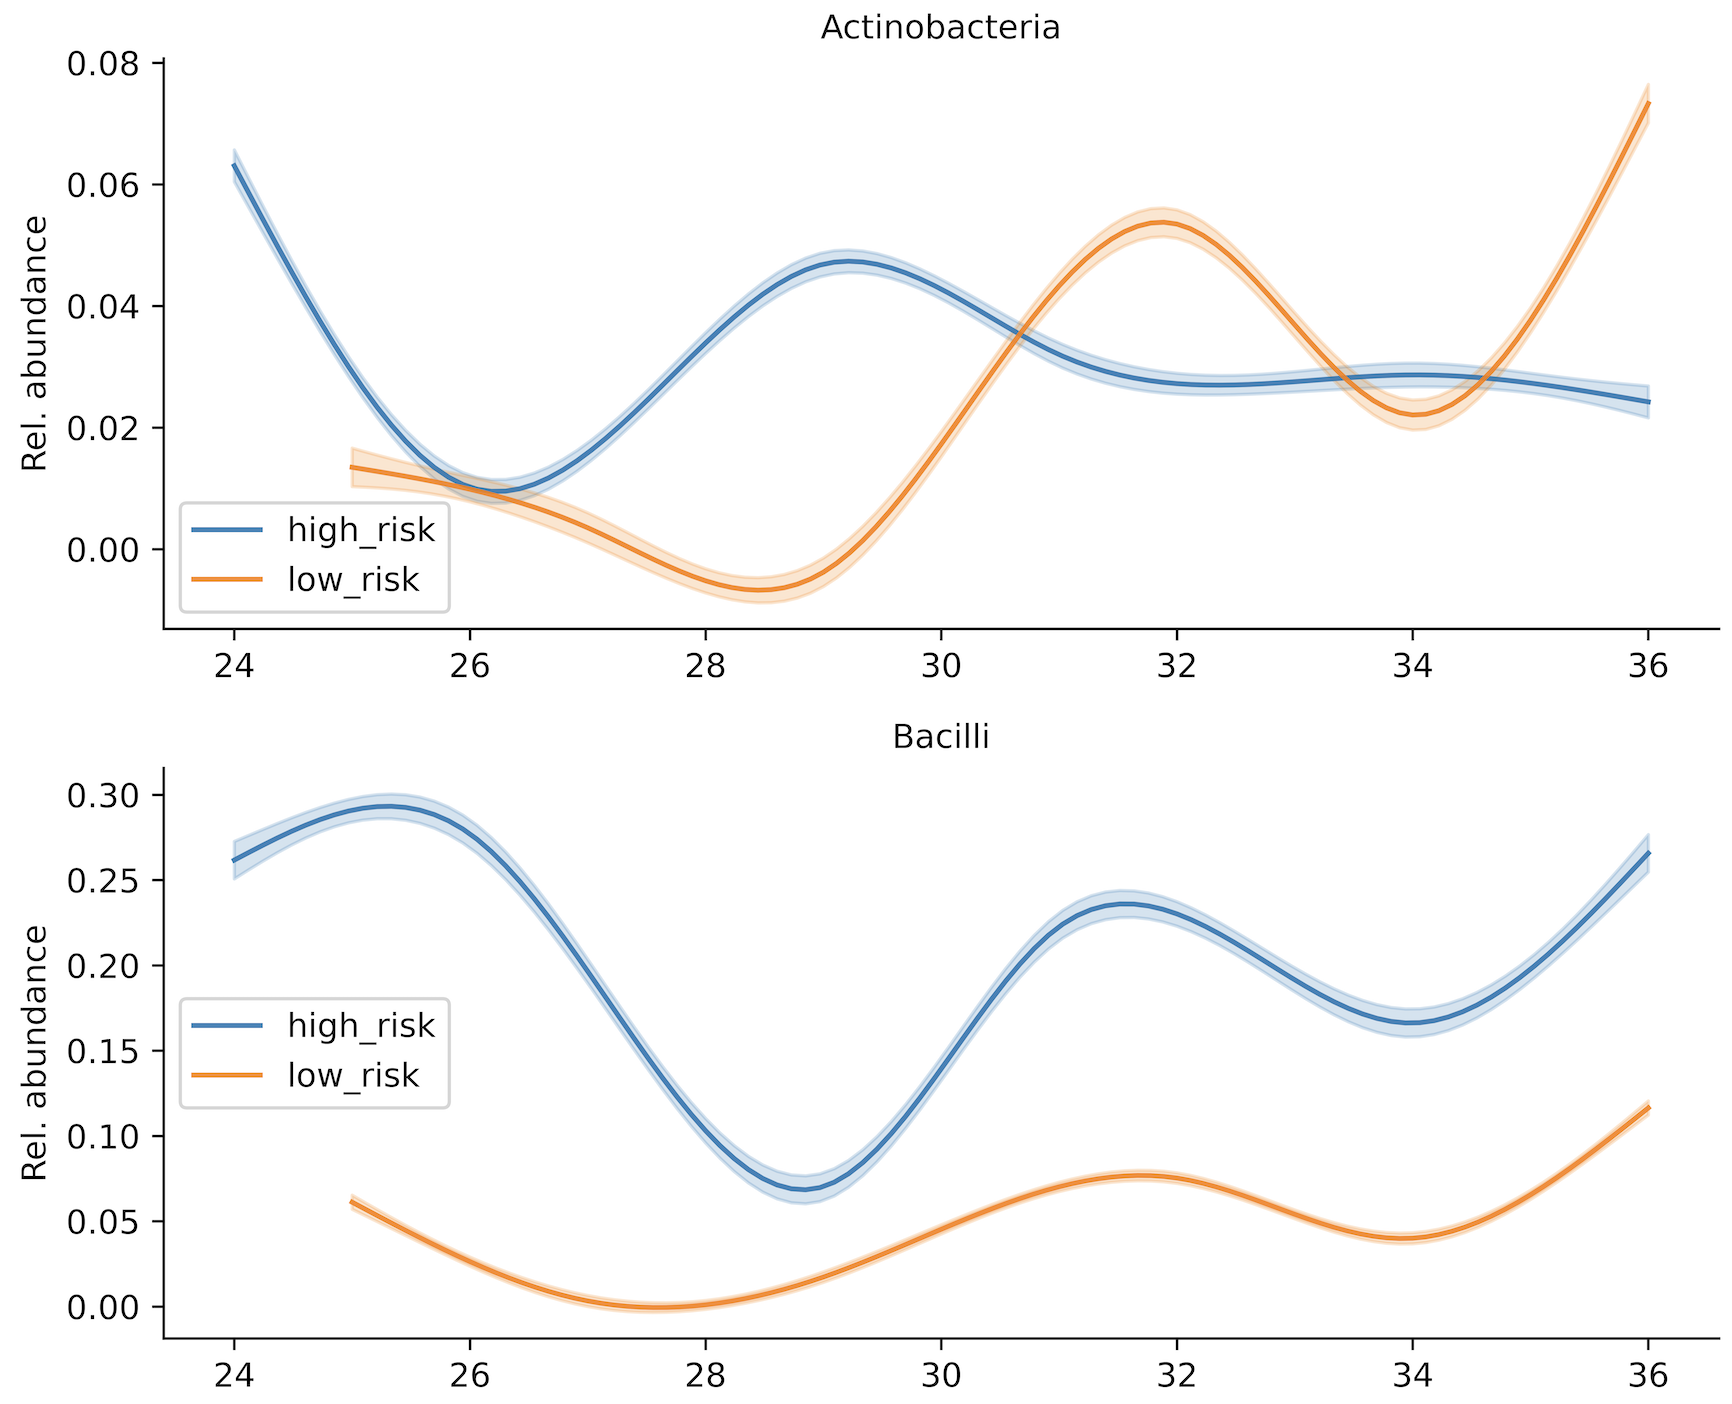 Actinobacteria
Rel. abundance
0.08
0.06
0.04
0.02
0.00
high_risk
low_risk
24 26 28 30 32 34 36
Bacilli
Rel. abundance
0.30
0.25
0.20
0.15
0.10
0.05
0.00
high_risk
low_risk
24 26 28 30 32 34 36